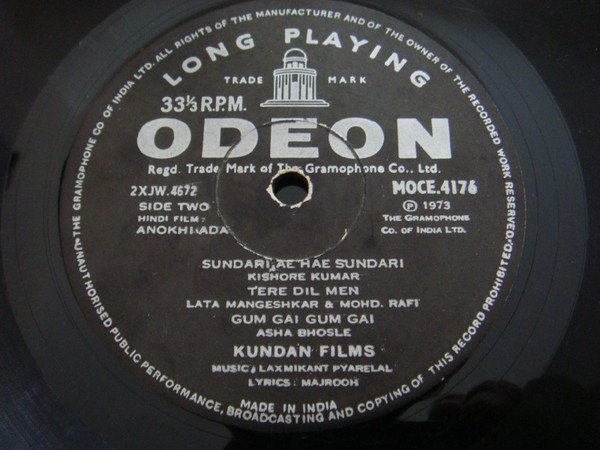 THE GRAMOPHONE CO. OF INDIA LTD. ALL RIGHTS OF THE MANUFACTURER AND OF THE OWNER OF THE RECORDED WORK RESERVED
UNAUTHORISED PUBLIC PERFORMANCE, BROADCASTING AND COPYING OF THIS RECORD PROHIBITED.
LONG PLAYING
TRADE MARK
33⅓ R.P.M.
ODEON
Regd. Trade Mark of The Gramophone Co., Ltd.
2XJW.4672
MOCE.4176
SIDE TWO
Ⓟ 1973
HINDI FILM:
THE GRAMOPHONE
ANOKHI ADA
CO. OF INDIA LTD.
SUNDARI AE HAE SUNDARI
KISHORE KUMAR
TERE DIL MEN
LATA MANGESHKAR & MOHD. RAFI
GUM GAI GUM GAI
ASHA BHOSLE
KUNDAN FILMS
MUSIC: LAXMIKANT PYARELAL
LYRICS: MAJROOH
MADE IN INDIA